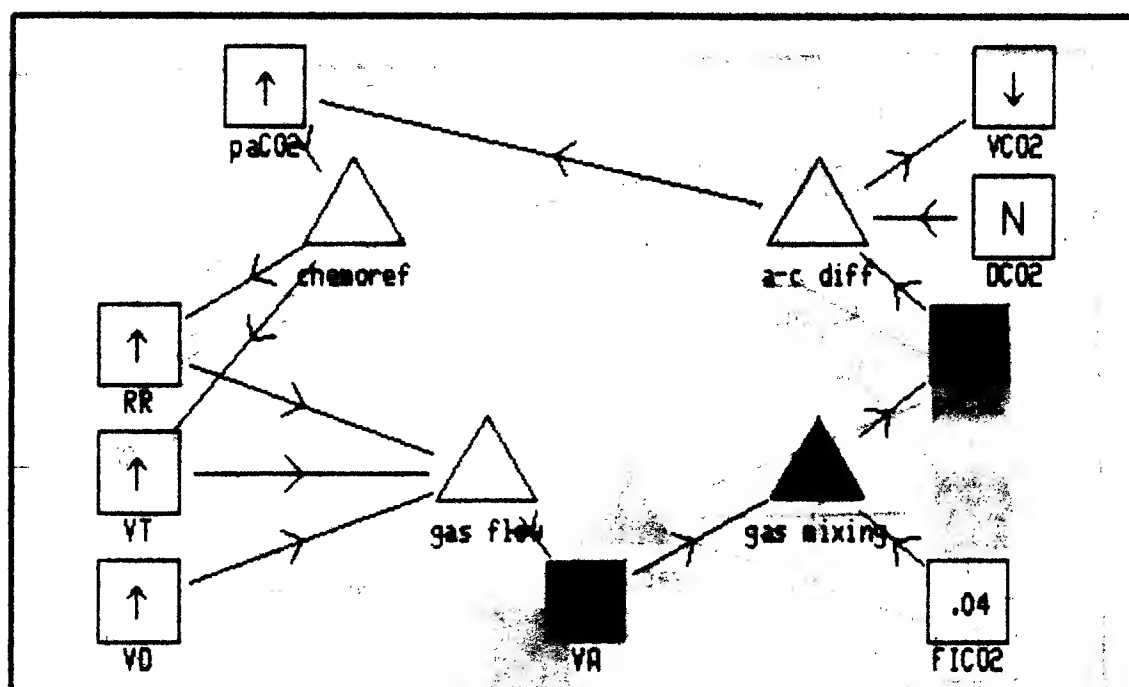 ↑
paCO2
↓
VCO2
chemoref
a-c diff
N
DCO2
↑
RR
↑
VT
gas flow
gas mixing
↑
VD
VA
.04
FICO2